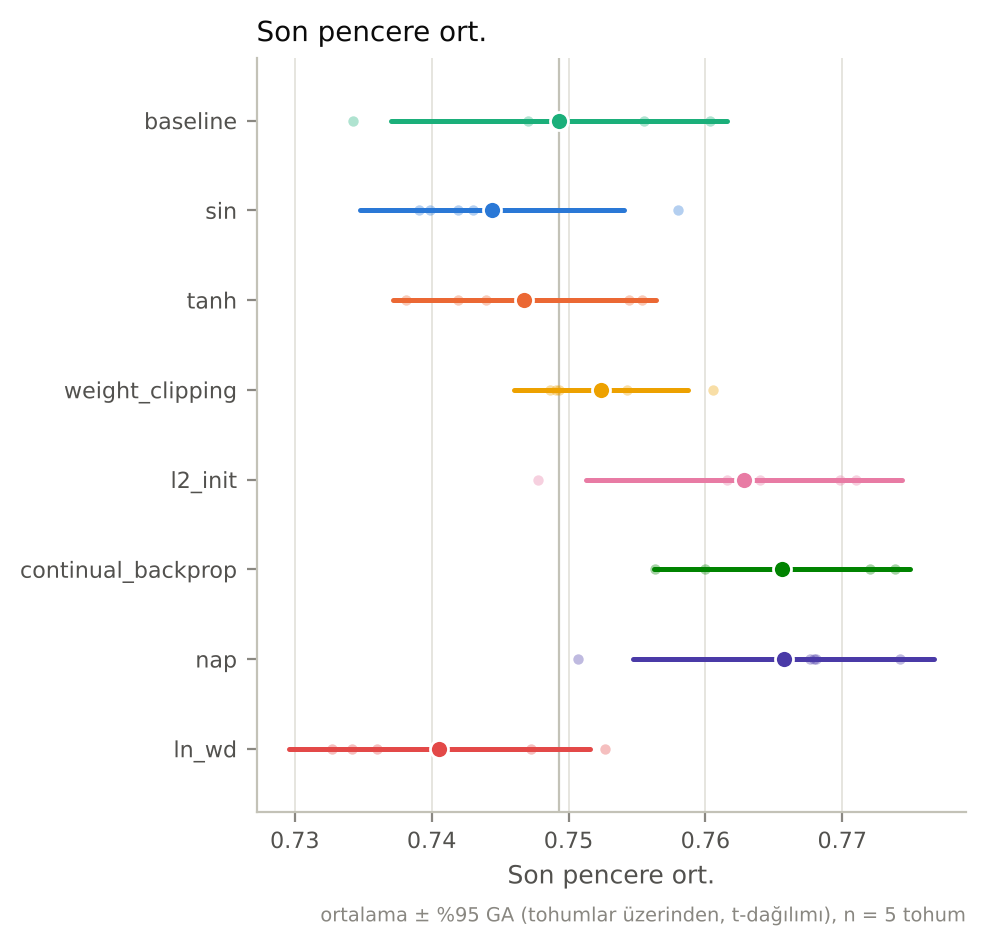 Son pencere ort.
baseline
sin
tanh
weight_clipping
l2_init
continual_backprop
nap
ln_wd
0.73 0.74 0.75 0.76 0.77
Son pencere ort.
ortalama ± %95 GA (tohumlar üzerinden, t-dağılımı), n = 5 tohum